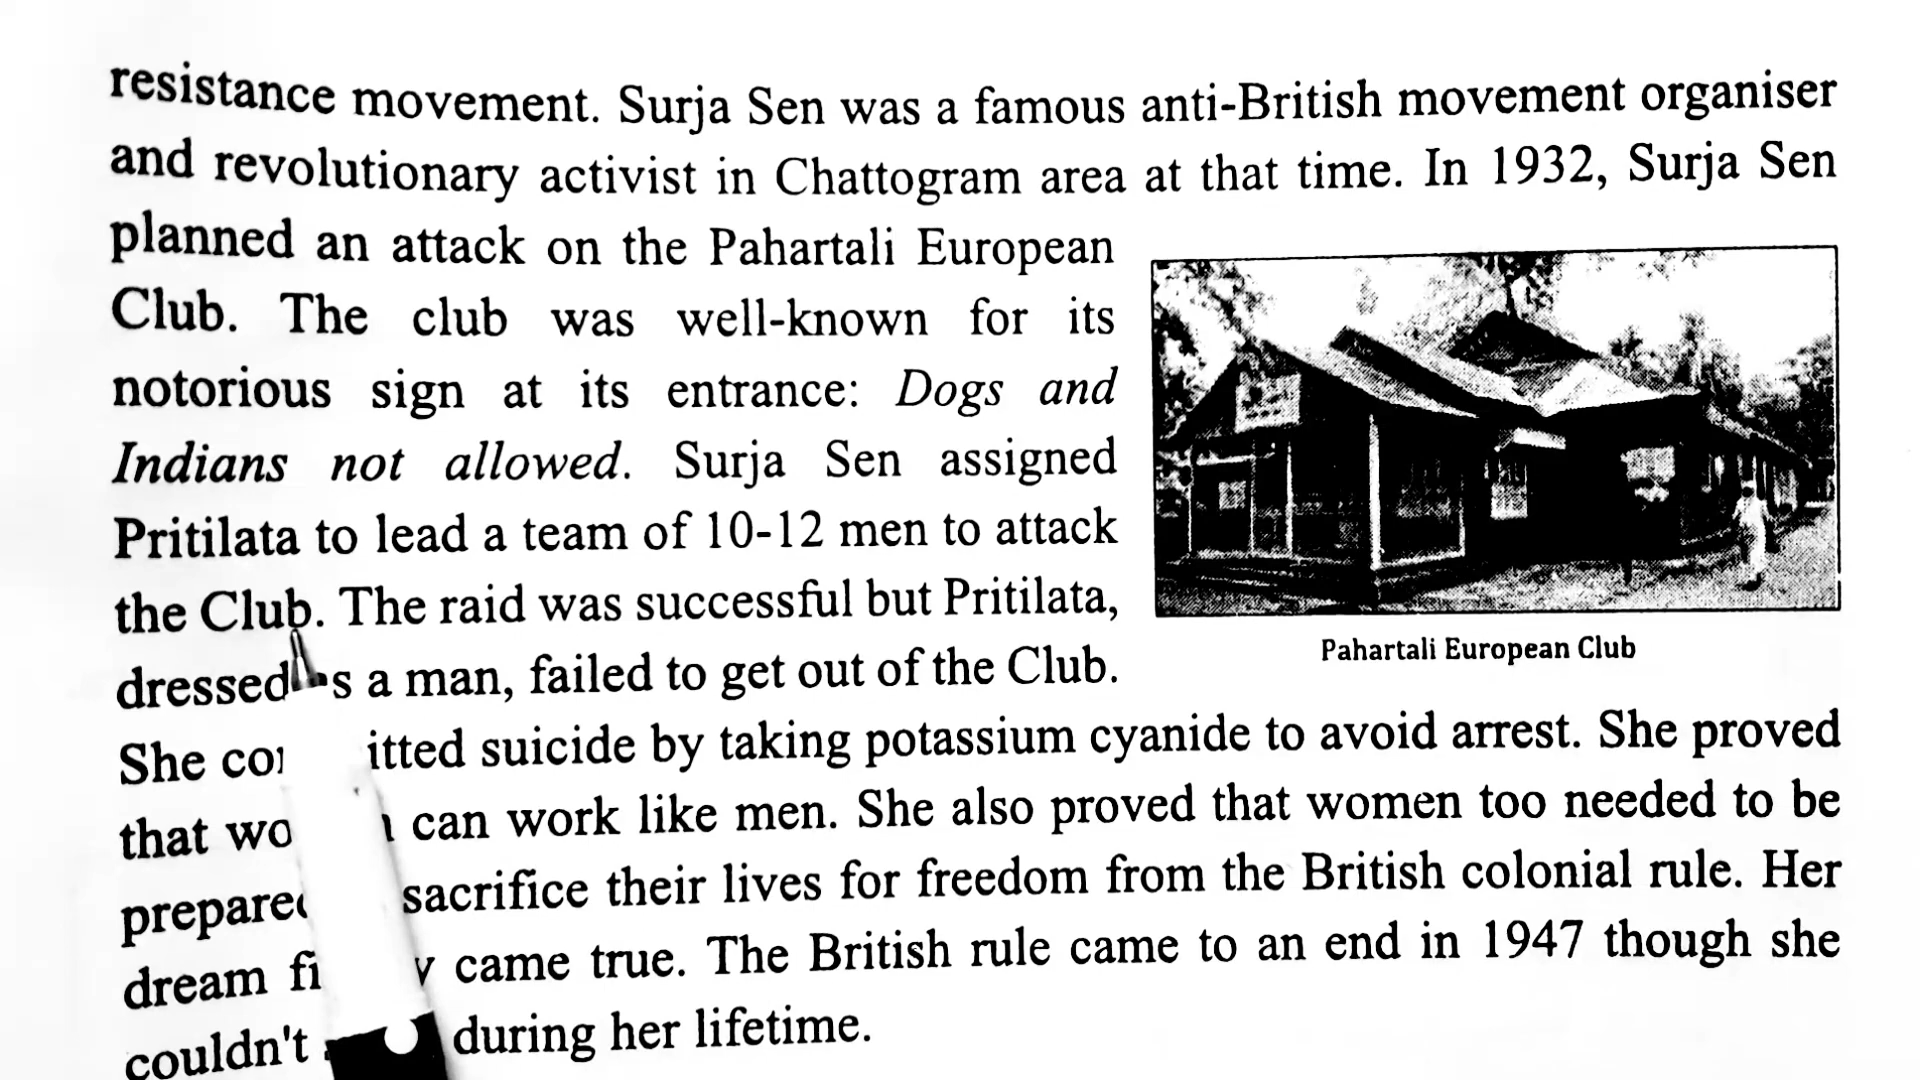 resistance movement. Surja Sen was a famous anti-British movement organiser
and revolutionary activist in Chattogram area at that time. In 1932, Surja Sen
planned an attack on the Pahartali European
Club. The club was well-known for its
notorious sign at its entrance: Dogs and
Indians not allowed. Surja Sen assigned
Pritilata to lead a team of 10-12 men to attack
the Club. The raid was successful but Pritilata,
dressed a man, failed to get out of the Club.
Pahartali European Club
She suicide by taking potassium cyanide to avoid arrest. She proved
that can work like men. She also proved that women too needed to be
sacrifice their lives for freedom from the British colonial rule. Her
dream came true. The British rule came to an end in 1947 though she
couldn't during her lifetime.